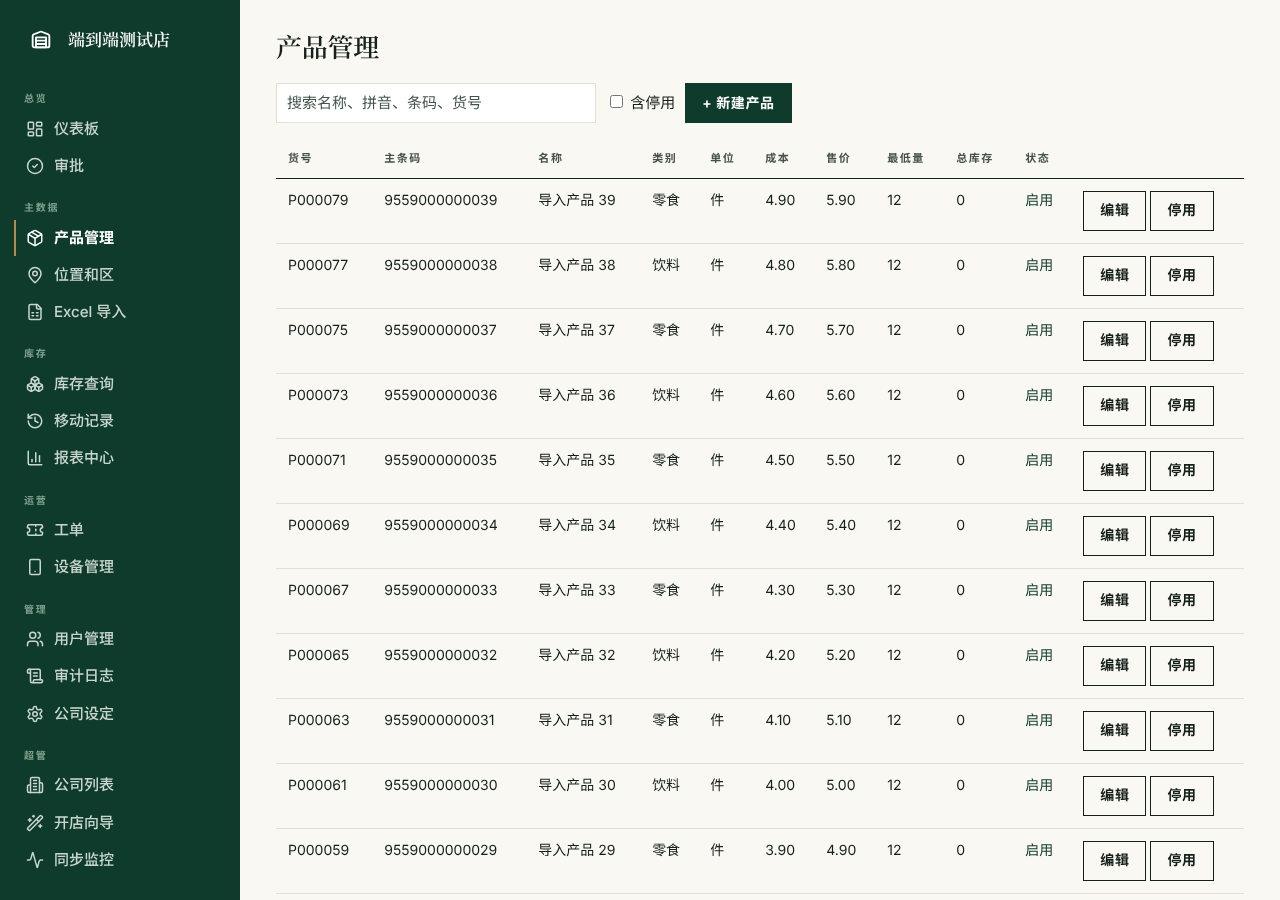 端到端测试店
总览
仪表板
审批
主数据
产品管理
位置和区
Excel 导入
库存
库存查询
移动记录
报表中心
运营
工单
设备管理
管理
用户管理
审计日志
公司设定
超管
公司列表
开店向导
同步监控
产品管理
搜索名称、拼音、条码、货号 含停用 + 新建产品
货号 主条码 名称 类别 单位 成本 售价 最低量 总库存 状态
P000079 9559000000039 导入产品 39 零食 件 4.90 5.90 12 0 启用 编辑 停用
P000077 9559000000038 导入产品 38 饮料 件 4.80 5.80 12 0 启用 编辑 停用
P000075 9559000000037 导入产品 37 零食 件 4.70 5.70 12 0 启用 编辑 停用
P000073 9559000000036 导入产品 36 饮料 件 4.60 5.60 12 0 启用 编辑 停用
P000071 9559000000035 导入产品 35 零食 件 4.50 5.50 12 0 启用 编辑 停用
P000069 9559000000034 导入产品 34 饮料 件 4.40 5.40 12 0 启用 编辑 停用
P000067 9559000000033 导入产品 33 零食 件 4.30 5.30 12 0 启用 编辑 停用
P000065 9559000000032 导入产品 32 饮料 件 4.20 5.20 12 0 启用 编辑 停用
P000063 9559000000031 导入产品 31 零食 件 4.10 5.10 12 0 启用 编辑 停用
P000061 9559000000030 导入产品 30 饮料 件 4.00 5.00 12 0 启用 编辑 停用
P000059 9559000000029 导入产品 29 零食 件 3.90 4.90 12 0 启用 编辑 停用